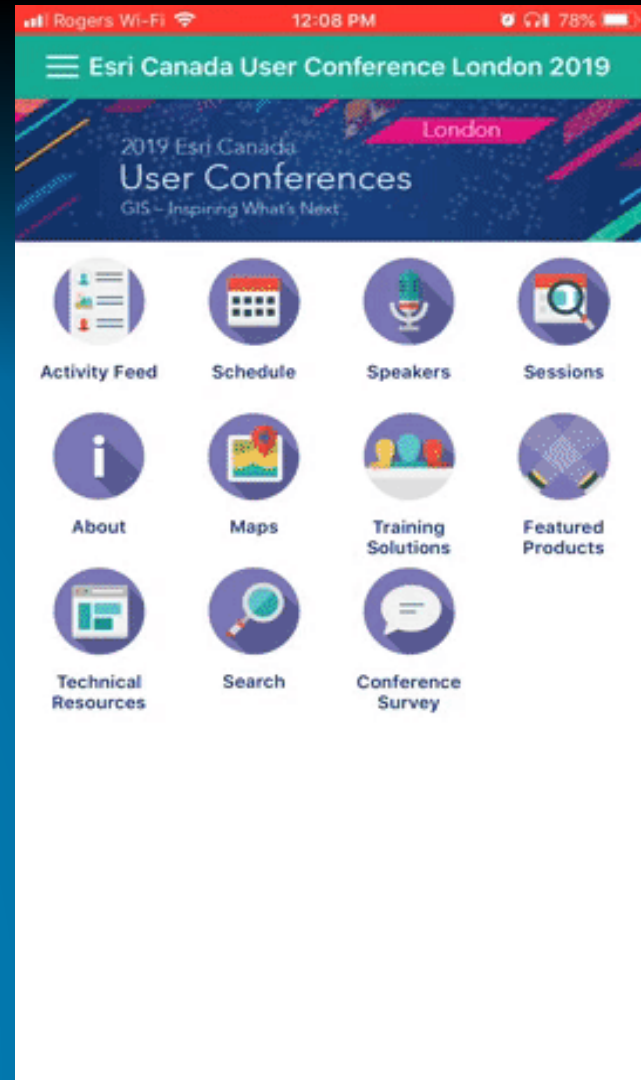 Rogers Wi-Fi 12:08 PM 78%
Esri Canada User Conference London 2019
London
2019 Esri Canada
User Conferences
GIS – Inspiring What's Next
Activity Feed Schedule Speakers Sessions
About Maps Training Solutions Featured Products
Technical Resources Search Conference Survey